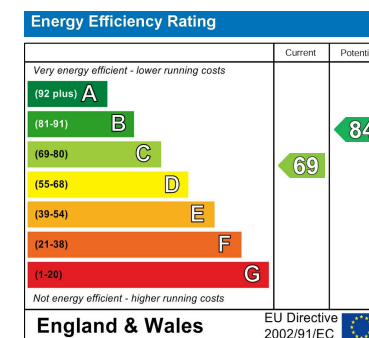 Energy Efficiency Rating
Current Potenti
Very energy efficient - lower running costs
(92 plus) A
(81-91) B
84
(69-80) C
69
(55-68) D
(39-54) E
(21-38) F
(1-20) G
Not energy efficient - higher running costs
England & Wales
EU Directive
2002/91/EC